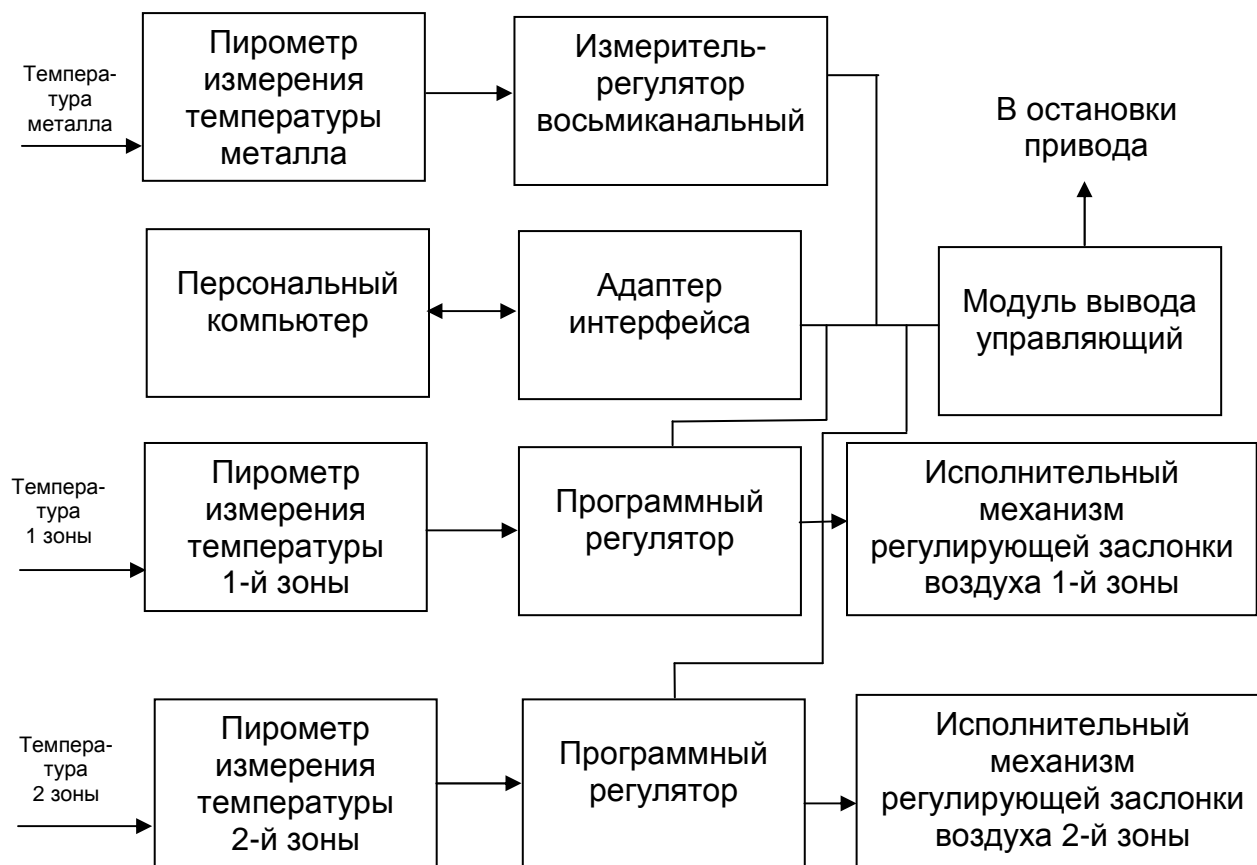 Темпера-
тура
металла
Пирометр
измерения
температуры
металла
Измеритель-
регулятор
восьмиканальный
В остановки
привода
Персональный
компьютер
Адаптер
интерфейса
Модуль вывода
управляющий
Темпера-
тура
1 зоны
Пирометр
измерения
температуры
1-й зоны
Программный
регулятор
Исполнительный
механизм
регулирующей заслонки
воздуха 1-й зоны
Темпера-
тура
2 зоны
Пирометр
измерения
температуры
2-й зоны
Программный
регулятор
Исполнительный
механизм
регулирующей заслонки
воздуха 2-й зоны